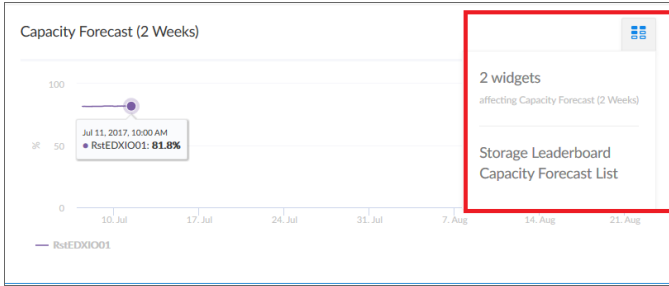 Capacity Forecast (2 Weeks)
2 widgets
affecting Capacity Forecast (2 Weeks)
Storage Leaderboard
Capacity Forecast List
100
50
0
%
Jul 11, 2017, 10:00 AM
● RstEDXIO01: 81.8%
10. Jul
17. Jul
24. Jul
31. Jul
7. Aug
14. Aug
21. Aug
RstEDXIO01